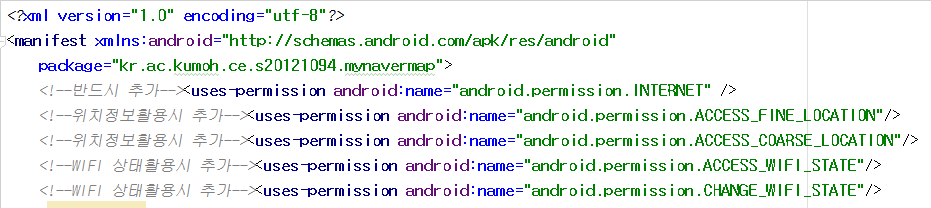 <?xml version="1.0" encoding="utf-8"?>
<manifest xmlns:android="http://schemas.android.com/apk/res/android"
package="kr.ac.kumoh.ce.s20121094.mynavermap">
<!--반드시 추가--><uses-permission android:name="android.permission.INTERNET" />
<!--위치정보활용시 추가--><uses-permission android:name="android.permission.ACCESS_FINE_LOCATION"/>
<!--위치정보활용시 추가--><uses-permission android:name="android.permission.ACCESS_COARSE_LOCATION"/>
<!--WIFI 상태활용시 추가--><uses-permission android:name="android.permission.ACCESS_WIFI_STATE"/>
<!--WIFI 상태활용시 추가--><uses-permission android:name="android.permission.CHANGE_WIFI_STATE"/>